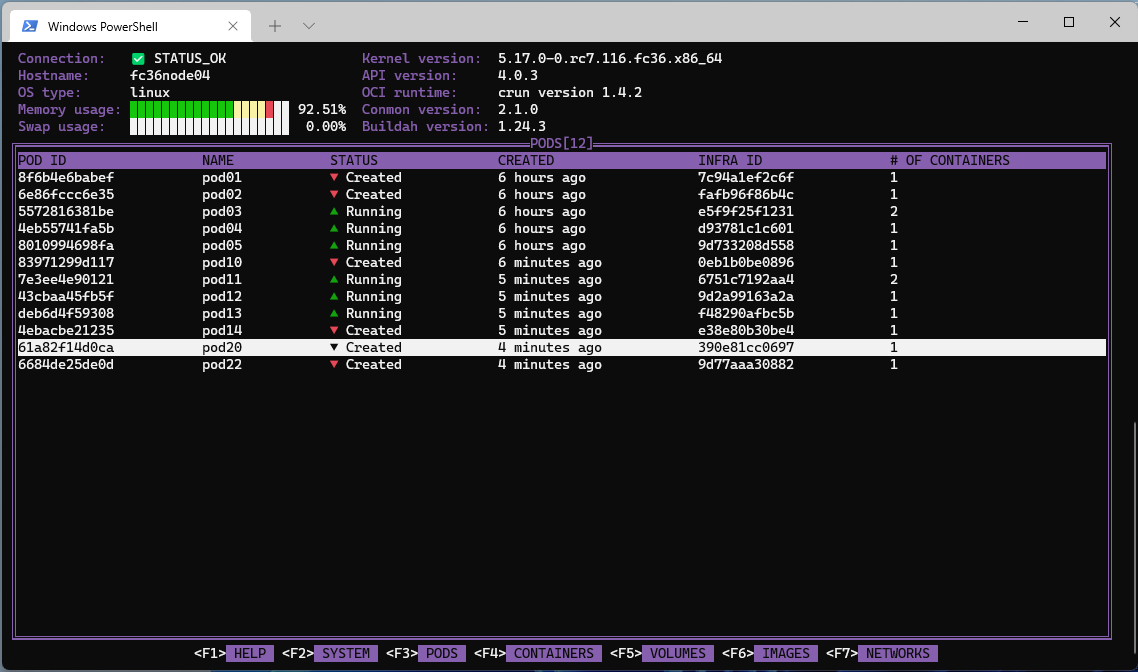 Windows PowerShell
Connection: STATUS_OK Kernel version: 5.17.0-0.rc7.116.fc36.x86_64
Hostname: fc36node04 API version: 4.0.3
OS type: linux OCI runtime: crun version 1.4.2
Memory usage: 92.51% Conmon version: 2.1.0
Swap usage: 0.00% Buildah version: 1.24.3
PODS[12]
POD ID NAME STATUS CREATED INFRA ID # OF CONTAINERS
8f6b4e6babef pod01 ▼ Created 6 hours ago 7c94a1ef2c6f 1
6e86fccc6e35 pod02 ▼ Created 6 hours ago fafb96f86b4c 1
5572816381be pod03 ▲ Running 6 hours ago e5f9f25f1231 2
4eb55741fa5b pod04 ▲ Running 6 hours ago d93781c1c601 1
8010994698fa pod05 ▲ Running 6 hours ago 9d733208d558 1
83971299d117 pod10 ▼ Created 6 minutes ago 0eb1b0be0896 1
7e3ee4e90121 pod11 ▲ Running 5 minutes ago 6751c7192aa4 2
43cbaa45fb5f pod12 ▲ Running 5 minutes ago 9d2a99163a2a 1
deb6d4f59308 pod13 ▲ Running 5 minutes ago f48290afbc5b 1
4ebacbe21235 pod14 ▼ Created 5 minutes ago e38e80b30be4 1
61a82f14d0ca pod20 ▼ Created 4 minutes ago 390e81cc0697 1
6684de25de0d pod22 ▼ Created 4 minutes ago 9d77aaa30882 1
<F1> HELP <F2> SYSTEM <F3> PODS <F4> CONTAINERS <F5> VOLUMES <F6> IMAGES <F7> NETWORKS